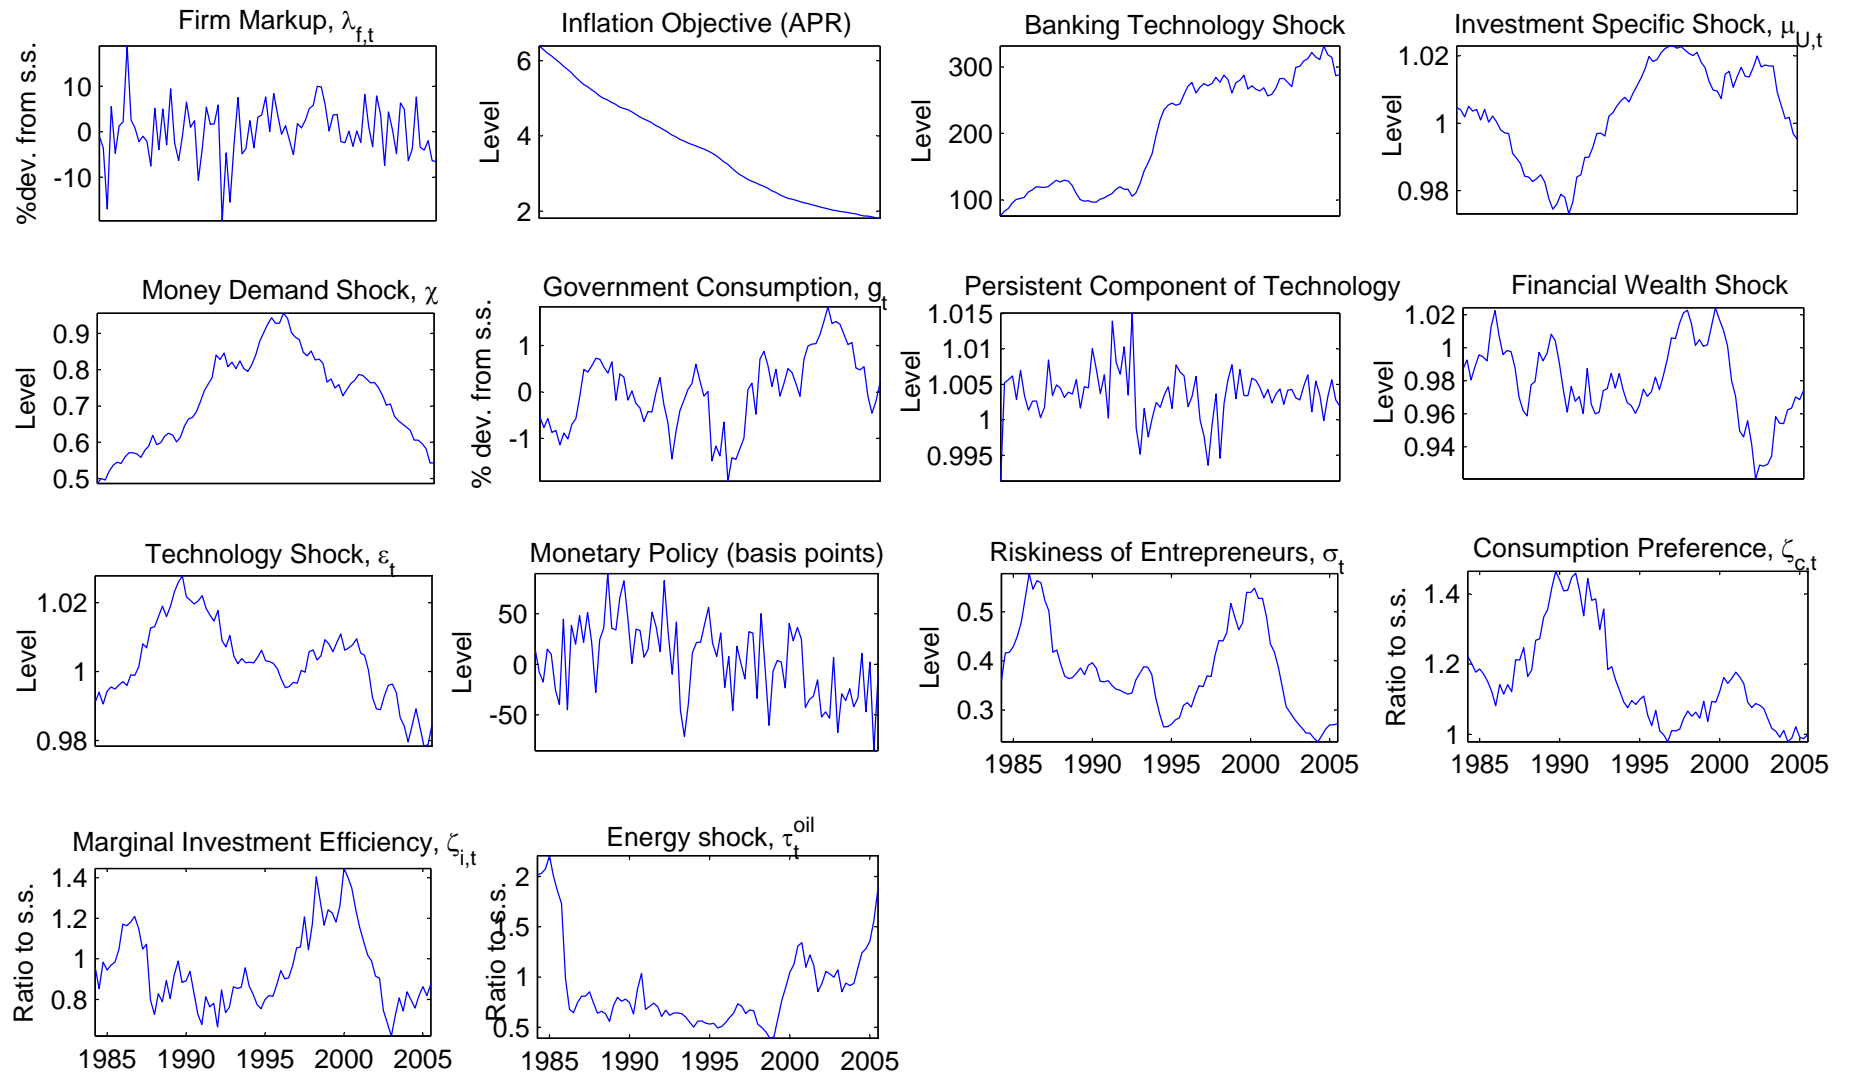 Firm Markup, λf,t
%dev. from s.s.
10
0
-10
Inflation Objective (APR)
Level
6
4
2
Banking Technology Shock
Level
300
200
100
Investment Specific Shock, μU,t
Level
1.02
1
0.98
Money Demand Shock, χ
Level
0.9
0.8
0.7
0.6
0.5
Government Consumption, gt
% dev. from s.s.
1
0
-1
Persistent Component of Technology
Level
1.015
1.01
1.005
1
0.995
Financial Wealth Shock
Level
1.02
1
0.98
0.96
0.94
Technology Shock, εt
Level
1.02
1
0.98
Monetary Policy (basis points)
Level
50
0
-50
Riskiness of Entrepreneurs, σt
Level
0.5
0.4
0.3
1985 1990 1995 2000 2005
Consumption Preference, ζc,t
Ratio to s.s.
1.4
1.2
1
1985 1990 1995 2000 2005
Marginal Investment Efficiency, ζi,t
Ratio to s.s.
1.4
1.2
1
0.8
1985 1990 1995 2000 2005
Energy shock, τt^oil
Ratio to s.s.
2
1.5
1
0.5
1985 1990 1995 2000 2005